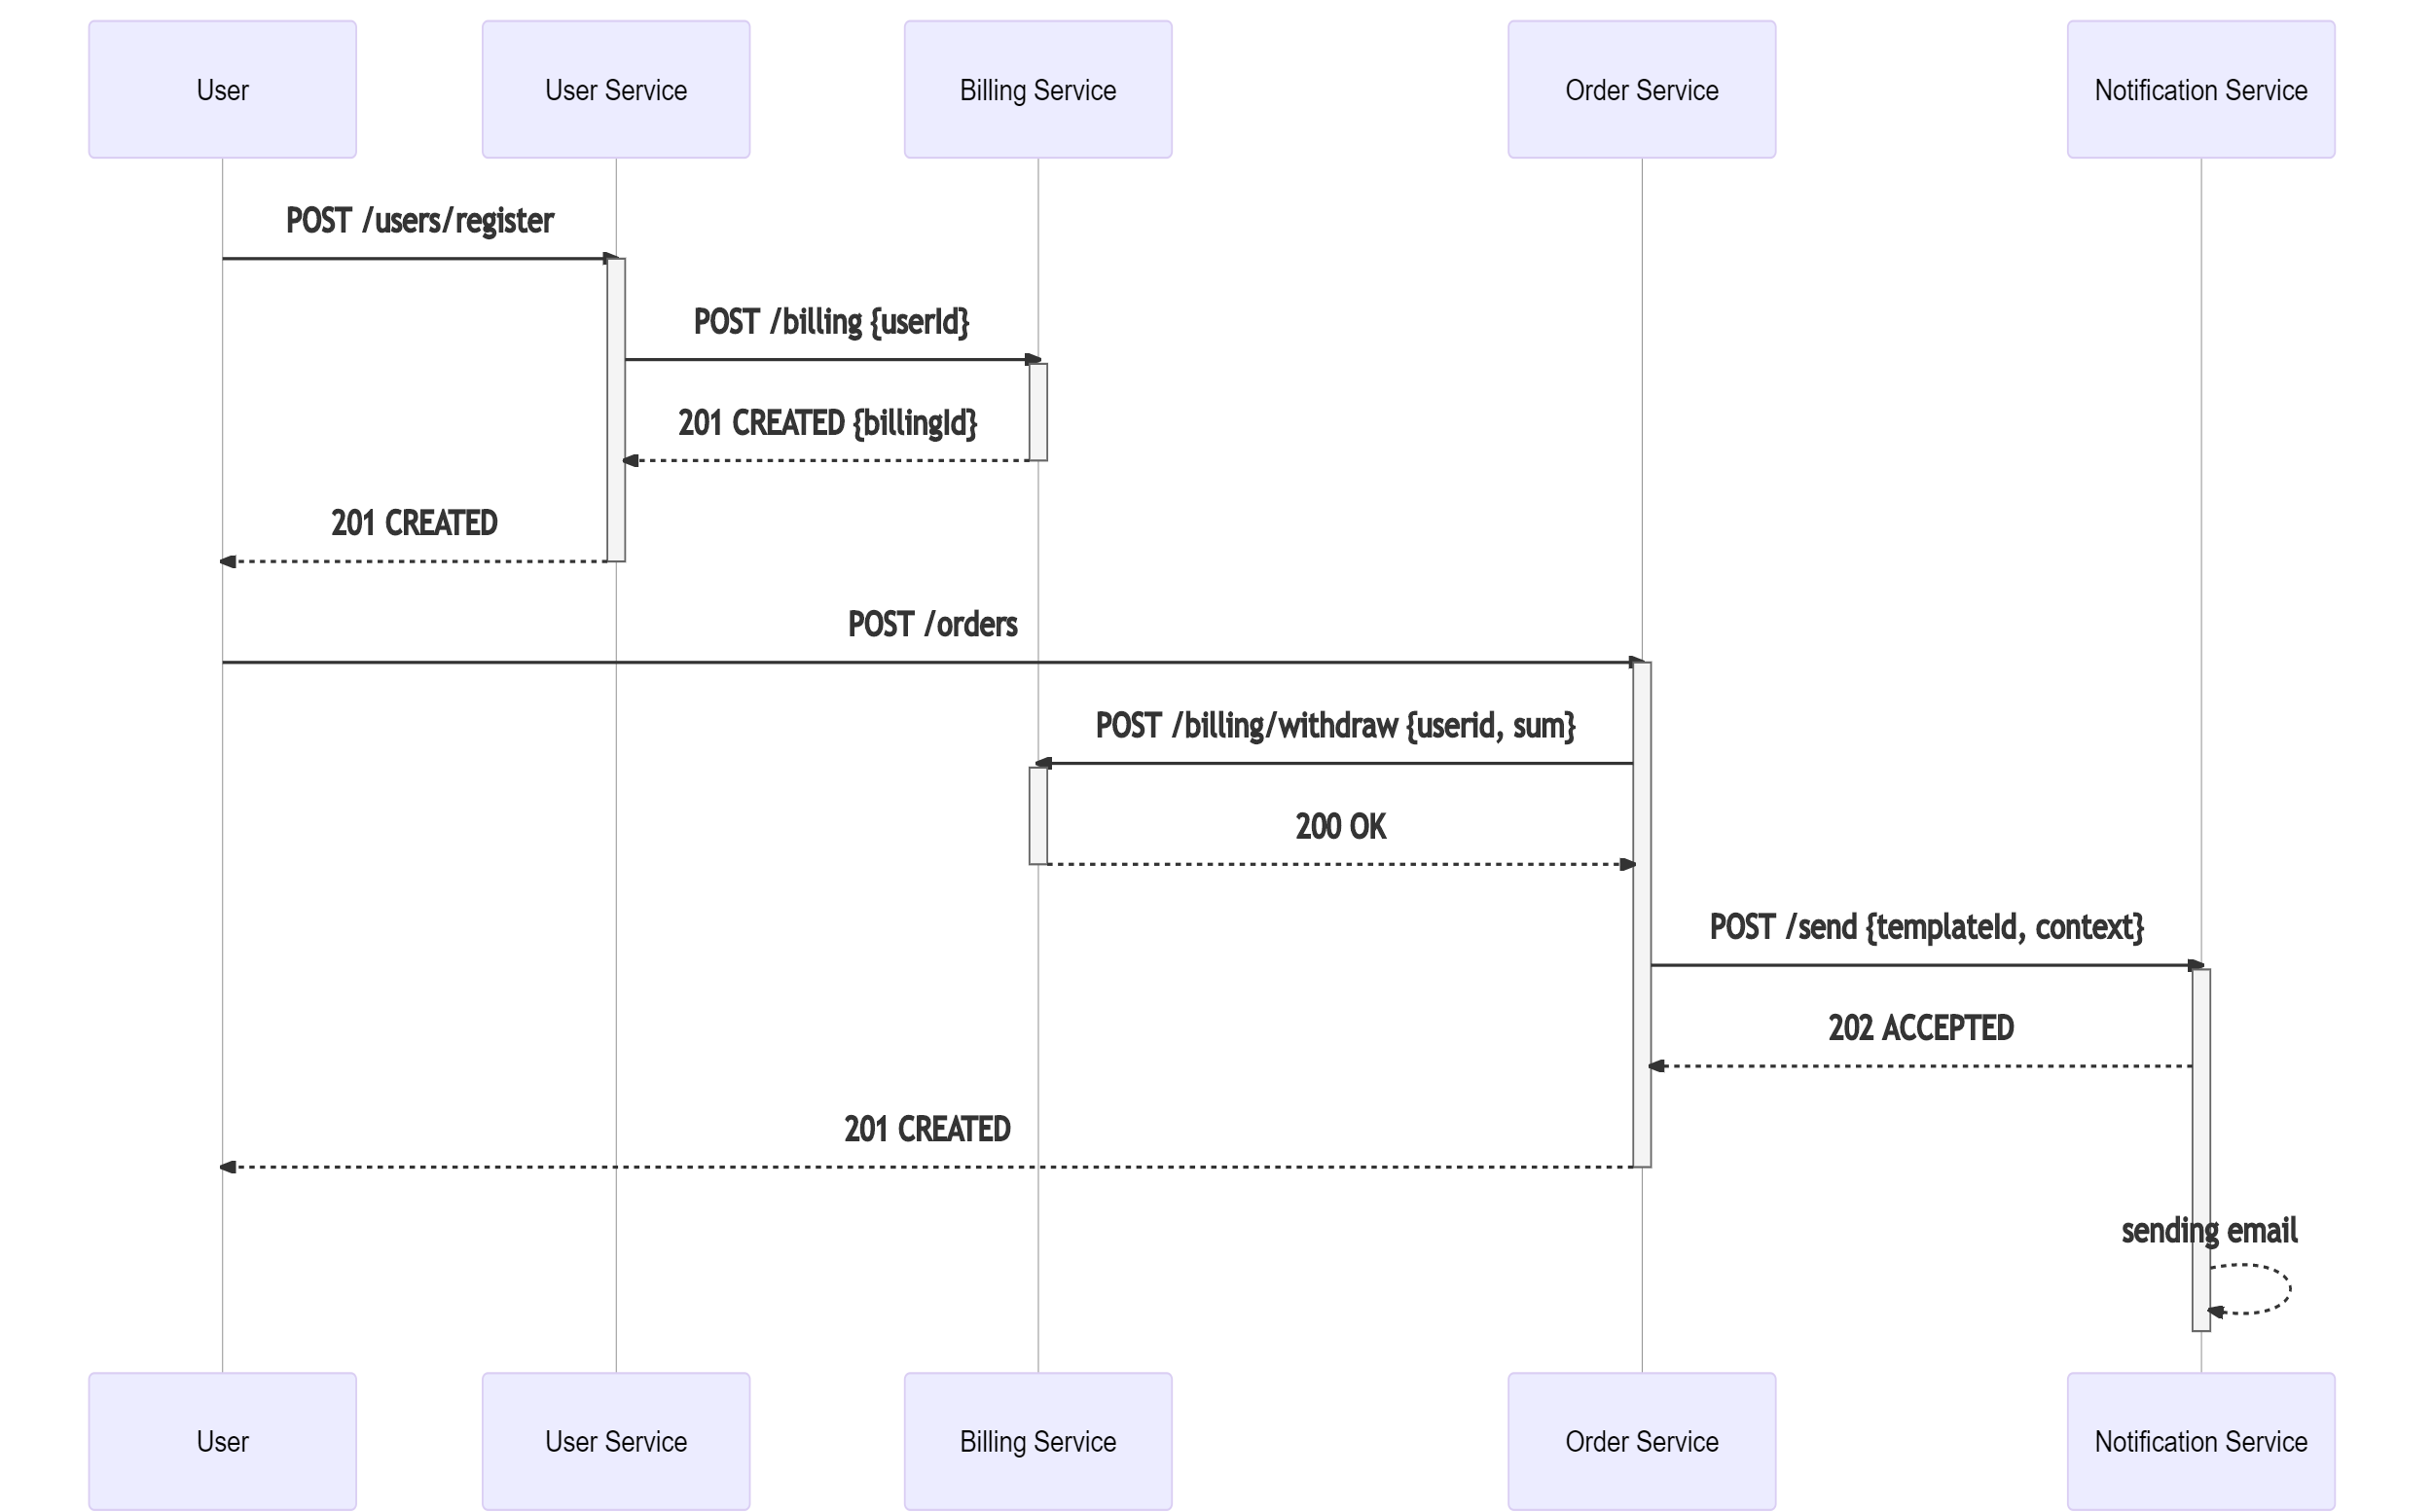 User
User Service
Billing Service
Order Service
Notification Service
POST /users/register
POST /billing {userId}
201 CREATED {billingId}
201 CREATED
POST /orders
POST /billing/withdraw {userid, sum}
200 OK
POST /send {templateId, context}
202 ACCEPTED
201 CREATED
sending email
User
User Service
Billing Service
Order Service
Notification Service